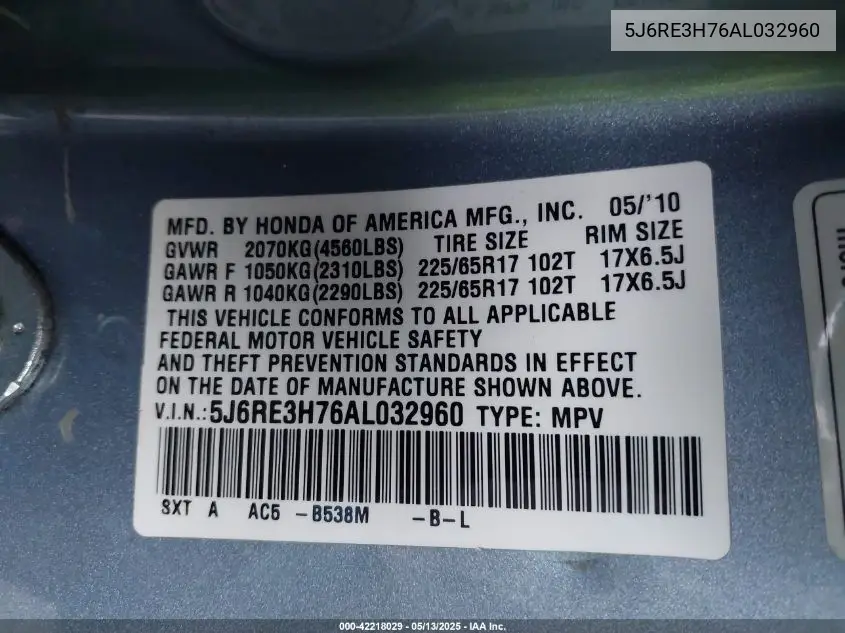 5J6RE3H76AL032960
MFD. BY HONDA OF AMERICA MFG., INC. 05/'10
GVWR 2070KG(4560LBS) TIRE SIZE RIM SIZE
GAWR F 1050KG(2310LBS) 225/65R17 102T 17X6.5J
GAWR R 1040KG(2290LBS) 225/65R17 102T 17X6.5J
THIS VEHICLE CONFORMS TO ALL APPLICABLE
FEDERAL MOTOR VEHICLE SAFETY
AND THEFT PREVENTION STANDARDS IN EFFECT
ON THE DATE OF MANUFACTURE SHOWN ABOVE.
V.I.N.: 5J6RE3H76AL032960 TYPE: MPV
SXT A AC5 -B538M -B-L
000-42218029 - 05/13/2025 - IAA Inc.